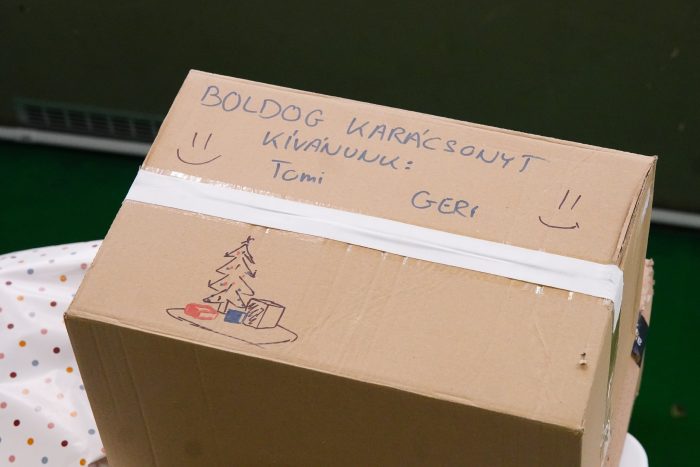 BOLDOG KARÁCSONYT
KÍVÁNUNK:
Tomi
GERI